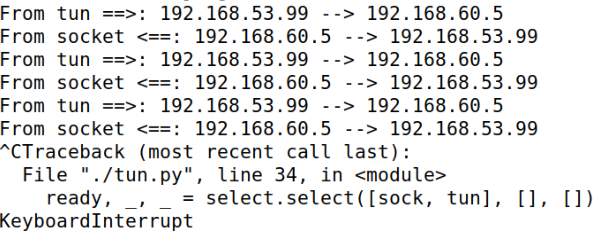 From tun ==>: 192.168.53.99 --> 192.168.60.5
From socket <==: 192.168.60.5 --> 192.168.53.99
From tun ==>: 192.168.53.99 --> 192.168.60.5
From socket <==: 192.168.60.5 --> 192.168.53.99
From tun ==>: 192.168.53.99 --> 192.168.60.5
From socket <==: 192.168.60.5 --> 192.168.53.99
^CTraceback (most recent call last):
  File "./tun.py", line 34, in <module>
    ready, _, _ = select.select([sock, tun], [], [])
KeyboardInterrupt